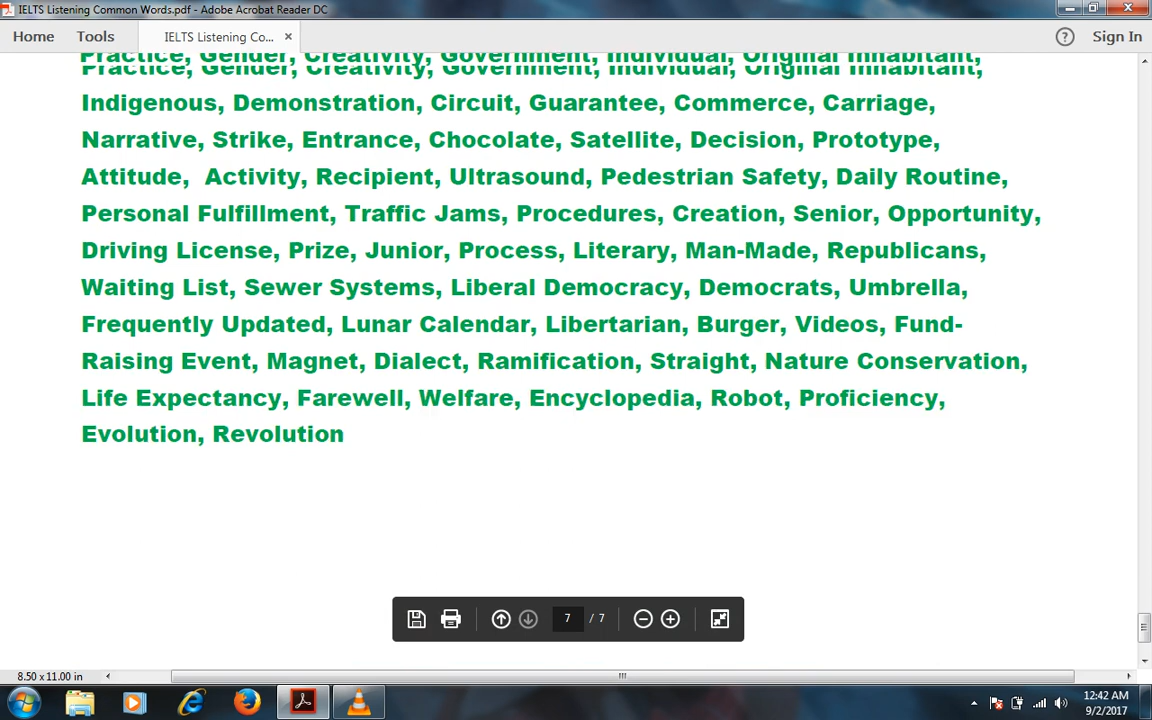 IELTS Listening Common Words.pdf - Adobe Acrobat Reader DC
Home Tools IELTS Listening Co... × ? Sign In
Practice, Gender, Creativity, Government, Individual, Original Inhabitant,
Indigenous, Demonstration, Circuit, Guarantee, Commerce, Carriage,
Narrative, Strike, Entrance, Chocolate, Satellite, Decision, Prototype,
Attitude,  Activity, Recipient, Ultrasound, Pedestrian Safety, Daily Routine,
Personal Fulfillment, Traffic Jams, Procedures, Creation, Senior, Opportunity,
Driving License, Prize, Junior, Process, Literary, Man-Made, Republicans,
Waiting List, Sewer Systems, Liberal Democracy, Democrats, Umbrella,
Frequently Updated, Lunar Calendar, Libertarian, Burger, Videos, Fund-
Raising Event, Magnet, Dialect, Ramification, Straight, Nature Conservation,
Life Expectancy, Farewell, Welfare, Encyclopedia, Robot, Proficiency,
Evolution, Revolution
7 / 7
8.50 x 11.00 in
12:42 AM
9/2/2017